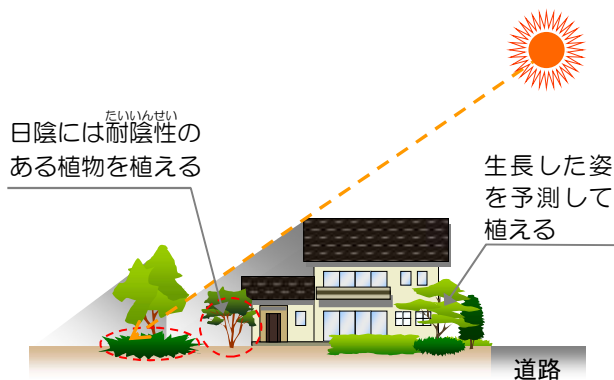 たいいんせい
日陰には耐陰性の
ある植物を植える
生長した姿
を予測して
植える
道路